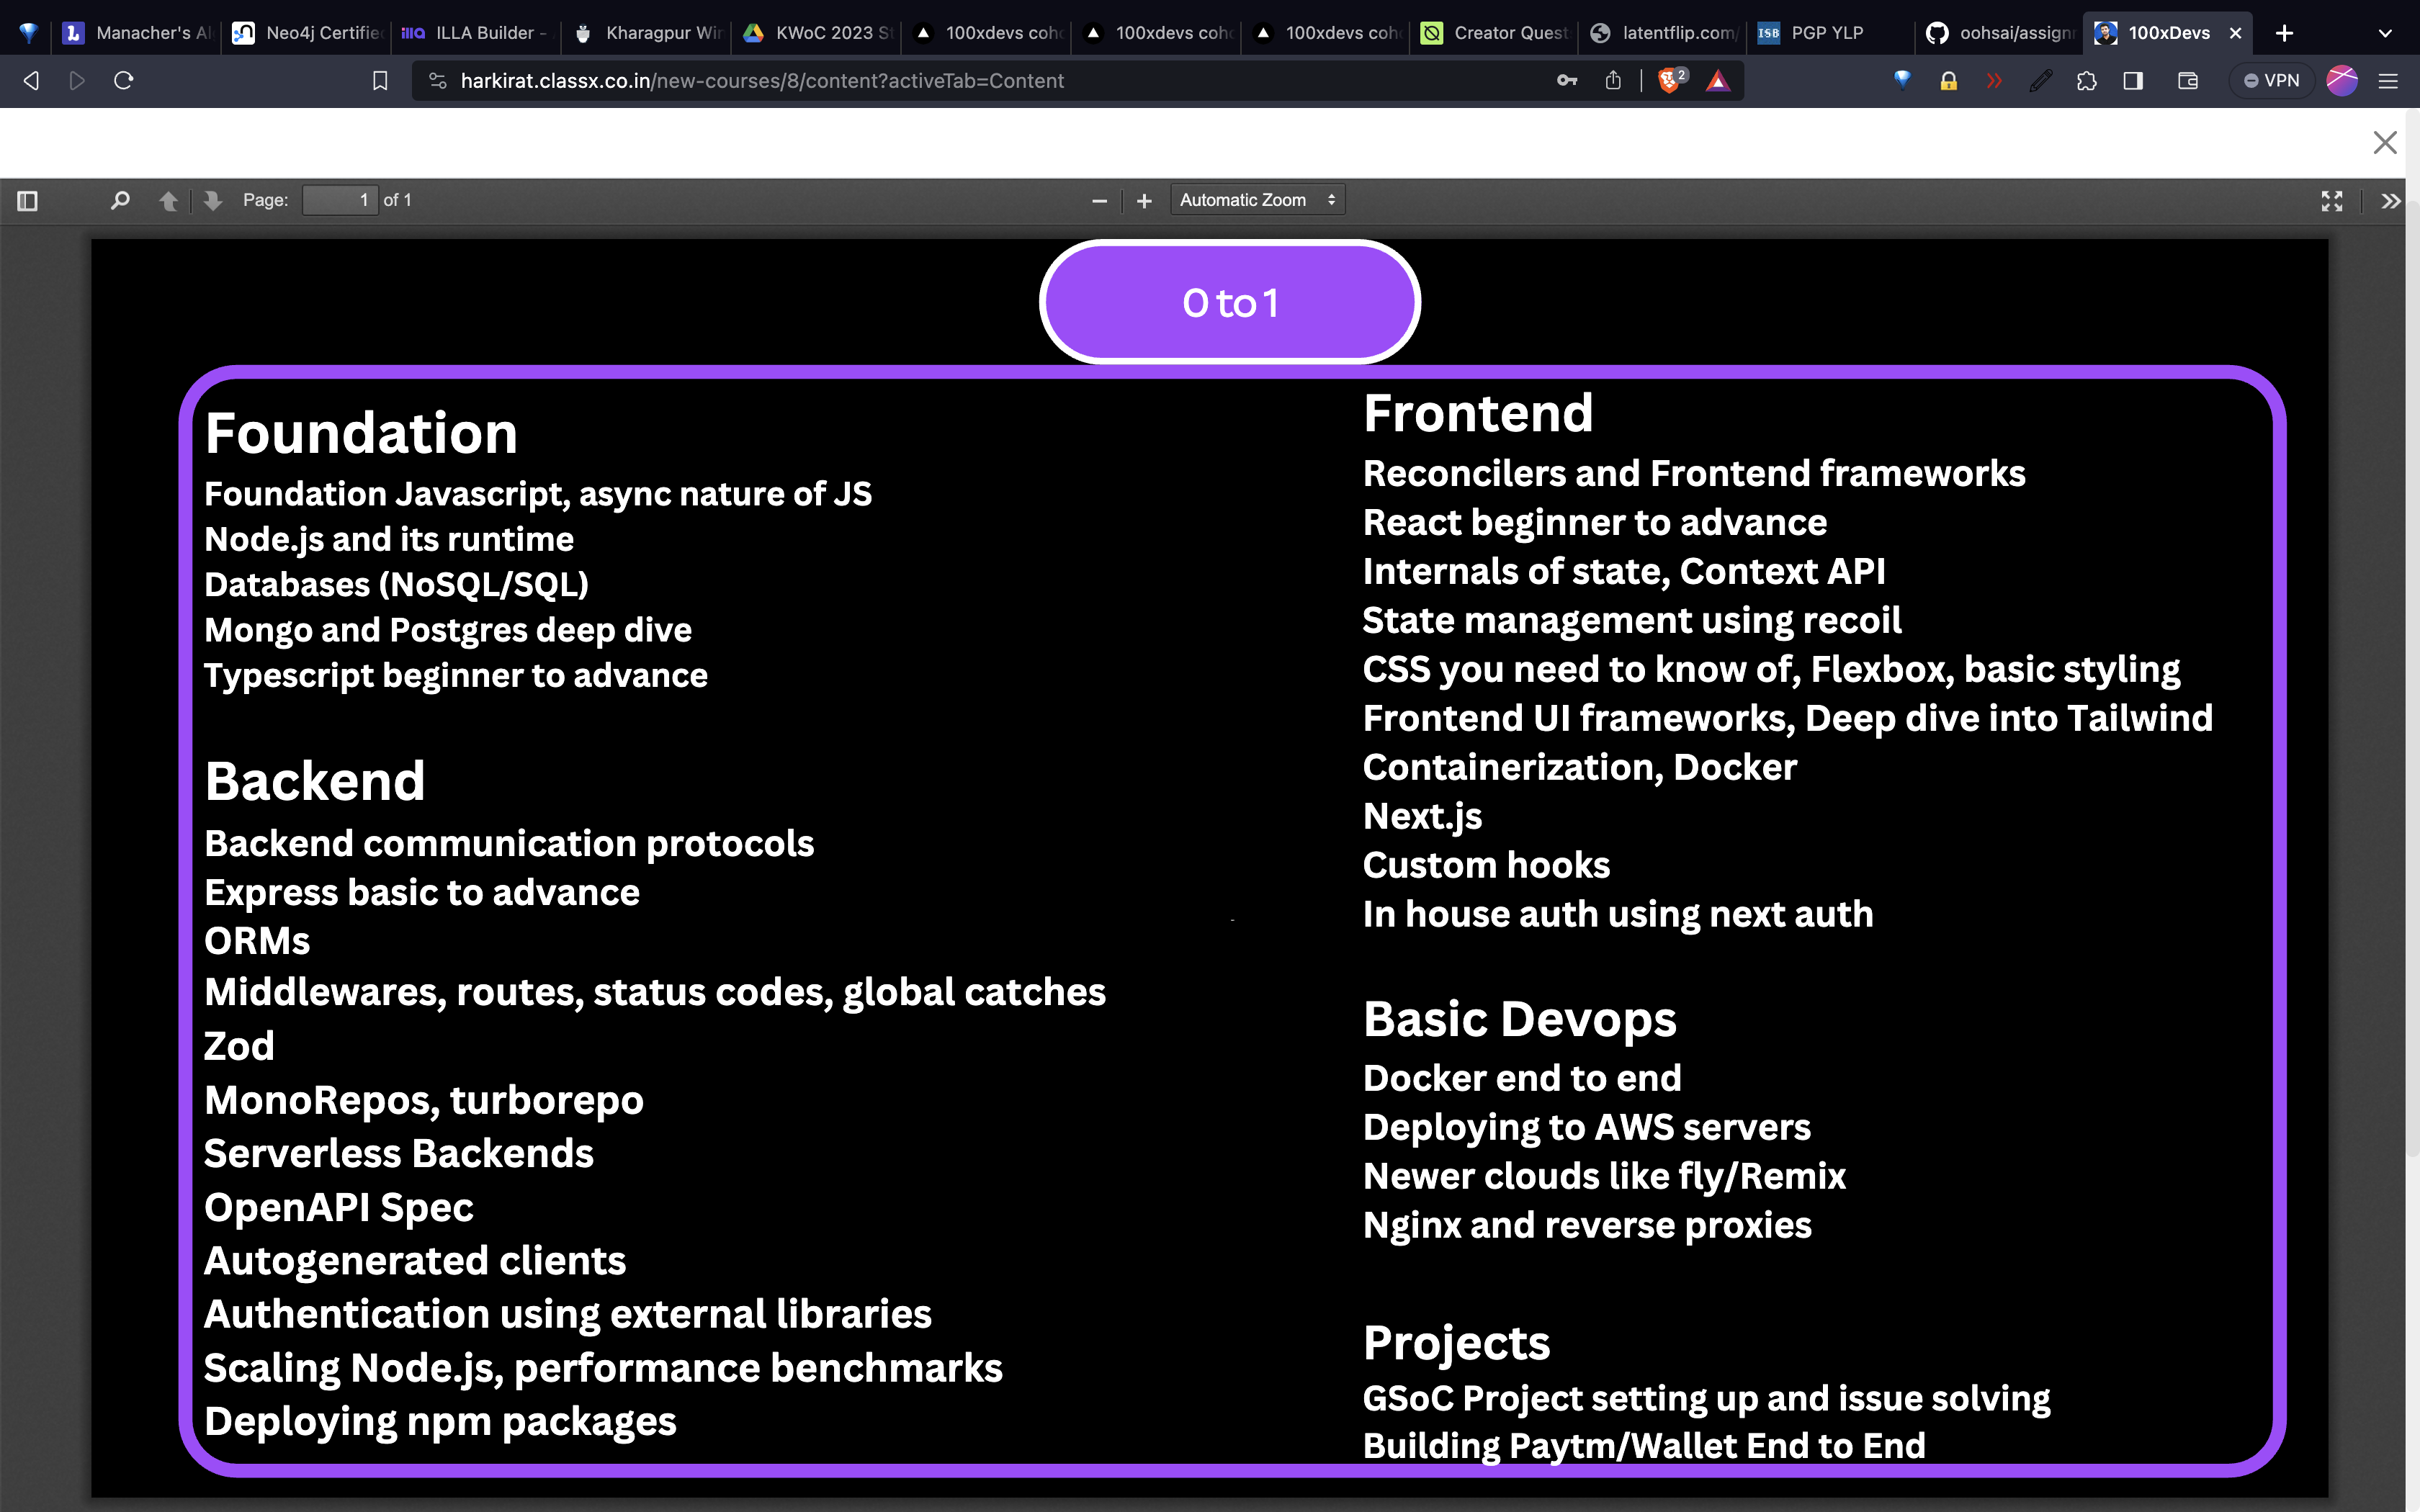 Manacher's Al
Neo4j Certified
ILLA Builder -
Kharagpur Win
KWoC 2023 St
100xdevs coho
100xdevs coho
100xdevs coho
Creator Quest
latentflip.com/
ISB
PGP YLP
oohsai/assignm
100xDevs
harkirat.classx.co.in/new-courses/8/content?activeTab=Content
2
VPN
Page: 1 of 1
Automatic Zoom
0 to 1
Foundation
Foundation Javascript, async nature of JS
Node.js and its runtime
Databases (NoSQL/SQL)
Mongo and Postgres deep dive
Typescript beginner to advance
Backend
Backend communication protocols
Express basic to advance
ORMs
Middlewares, routes, status codes, global catches
Zod
MonoRepos, turborepo
Serverless Backends
OpenAPI Spec
Autogenerated clients
Authentication using external libraries
Scaling Node.js, performance benchmarks
Deploying npm packages
Frontend
Reconcilers and Frontend frameworks
React beginner to advance
Internals of state, Context API
State management using recoil
CSS you need to know of, Flexbox, basic styling
Frontend UI frameworks, Deep dive into Tailwind
Containerization, Docker
Next.js
Custom hooks
In house auth using next auth
Basic Devops
Docker end to end
Deploying to AWS servers
Newer clouds like fly/Remix
Nginx and reverse proxies
Projects
GSoC Project setting up and issue solving
Building Paytm/Wallet End to End